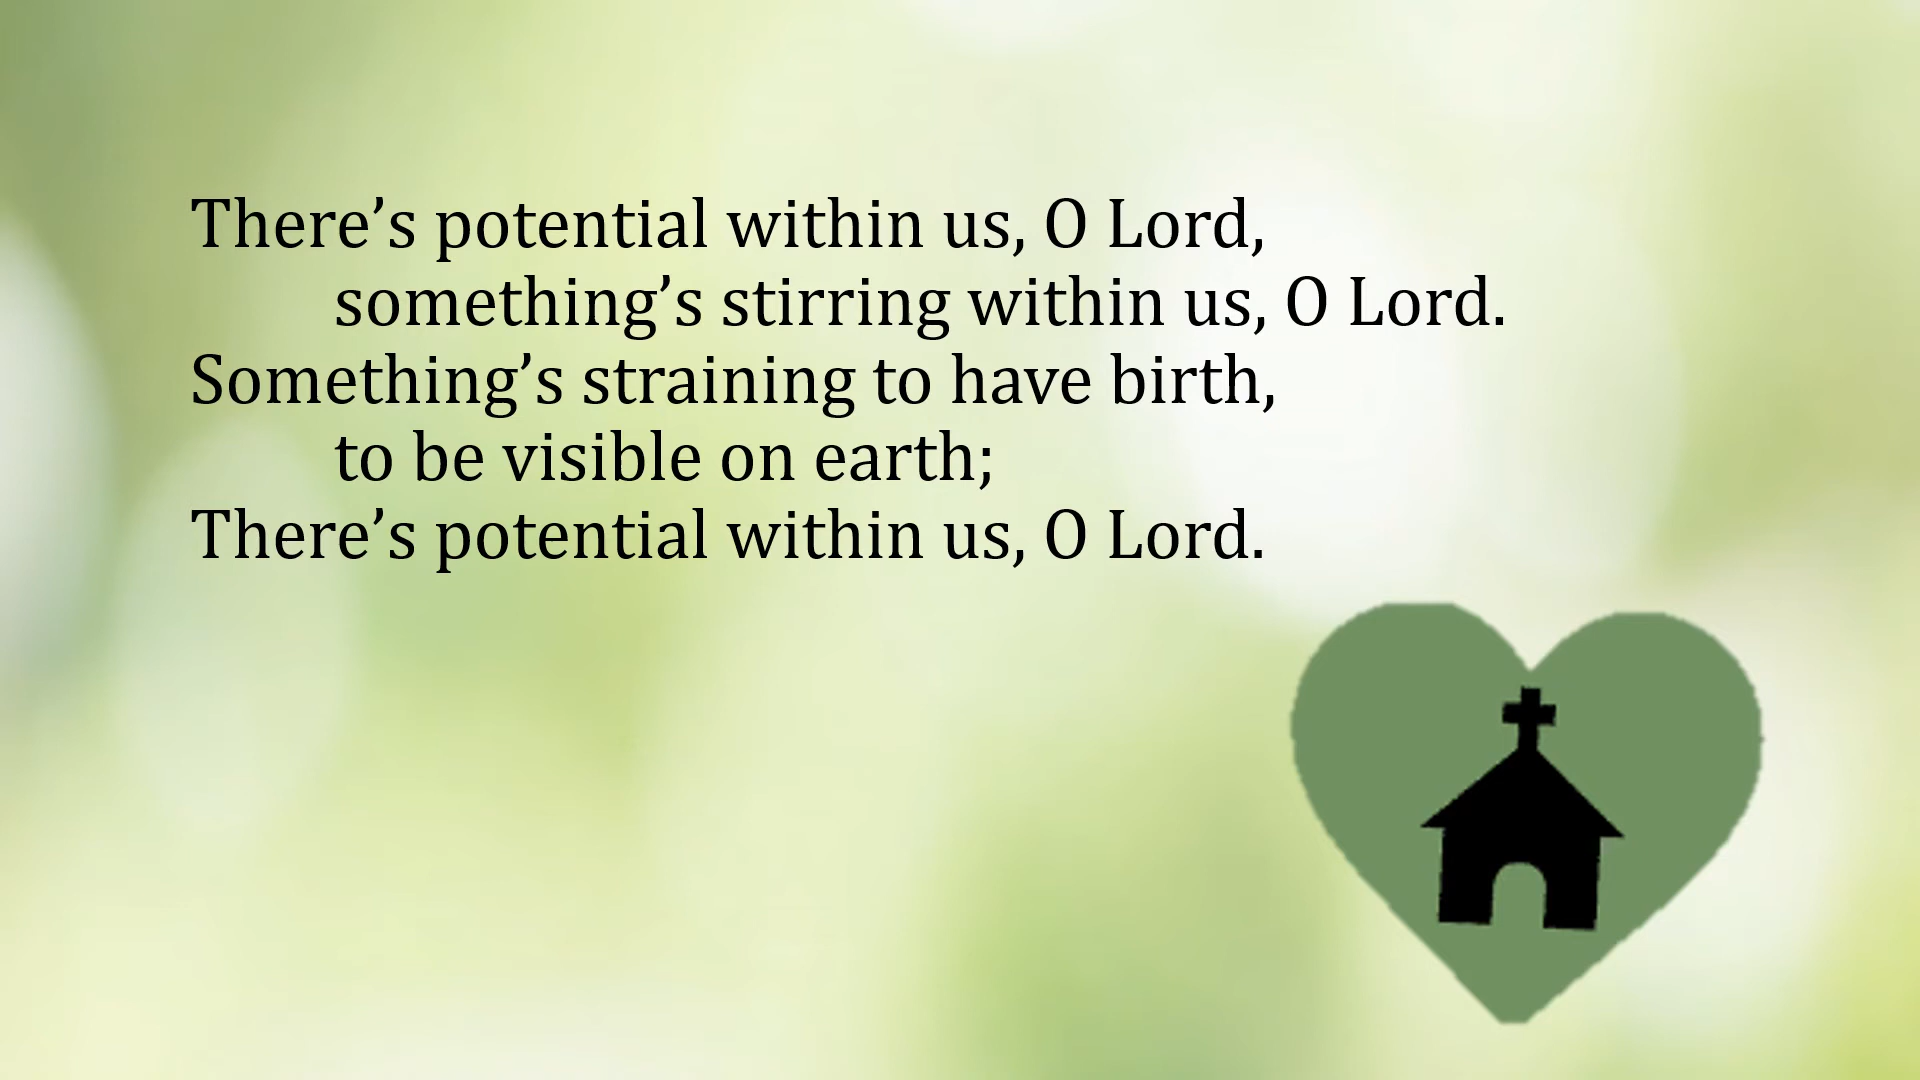 There’s potential within us, O Lord,
something’s stirring within us, O Lord.
Something’s straining to have birth,
to be visible on earth;
There’s potential within us, O Lord.